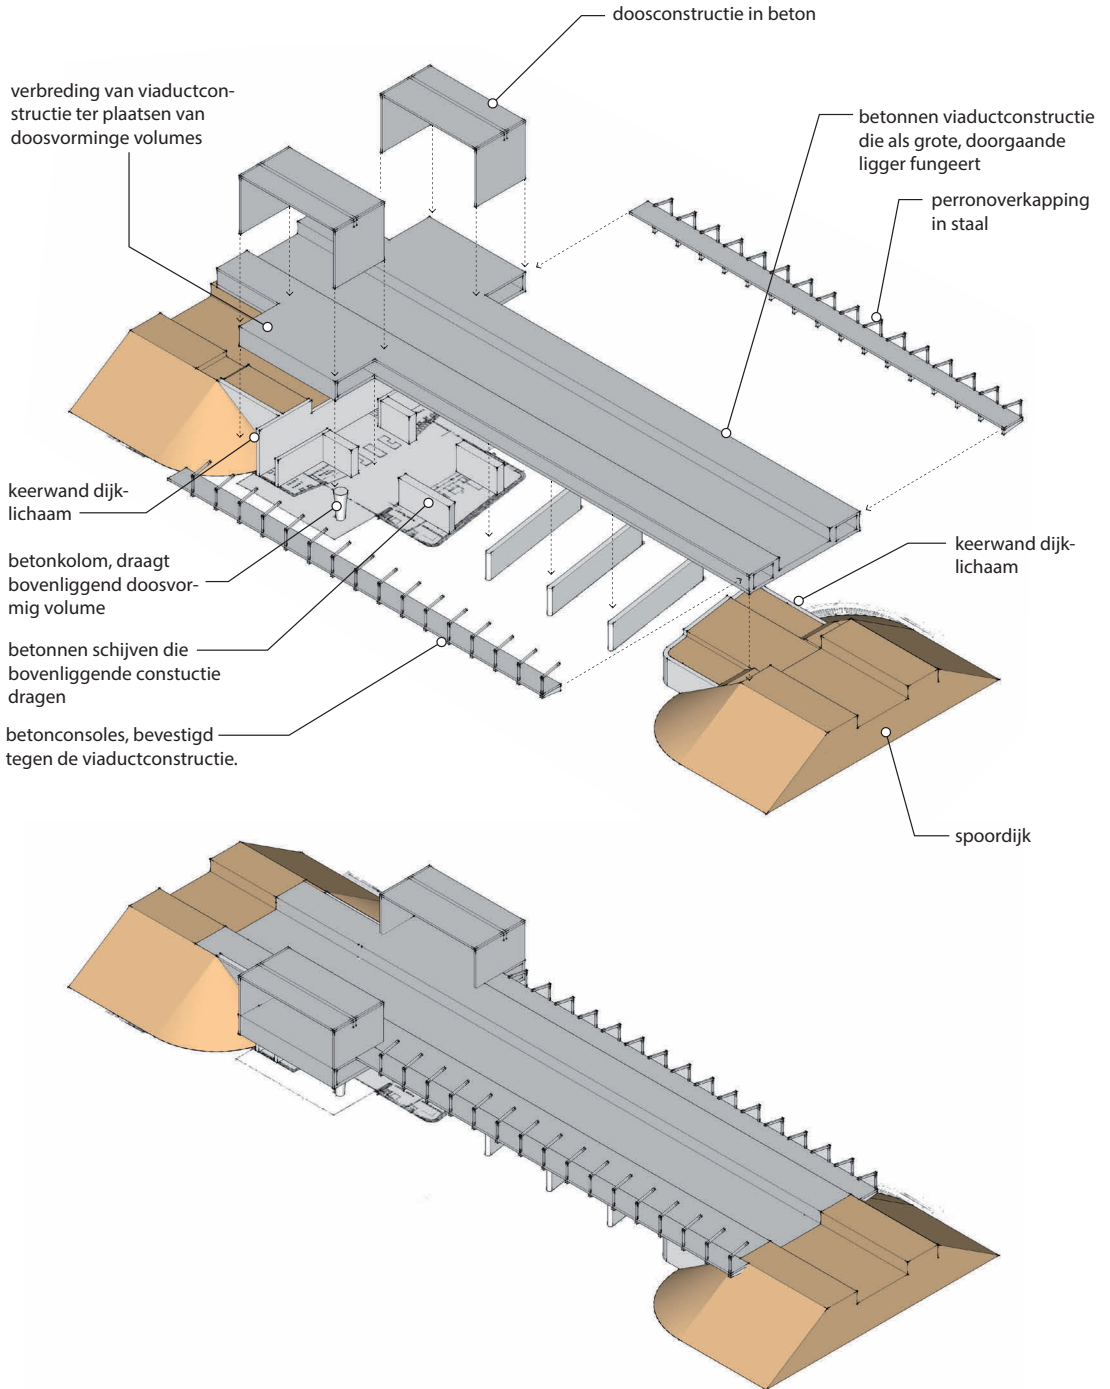 doosconstructie in beton
verbreding van viaductcon-
structie ter plaatsen van
doosvorminge volumes
betonnen viaductconstructie
die als grote, doorgaande
ligger fungeert
perronoverkapping
in staal
keerwand dijk-
lichaam
betonkolom, draagt
bovenliggend doosvor-
mig volume
betonnen schijven die
bovenliggende constuctie
dragen
betonconsoles, bevestigd
tegen de viaductconstructie.
keerwand dijk-
lichaam
spoordijk